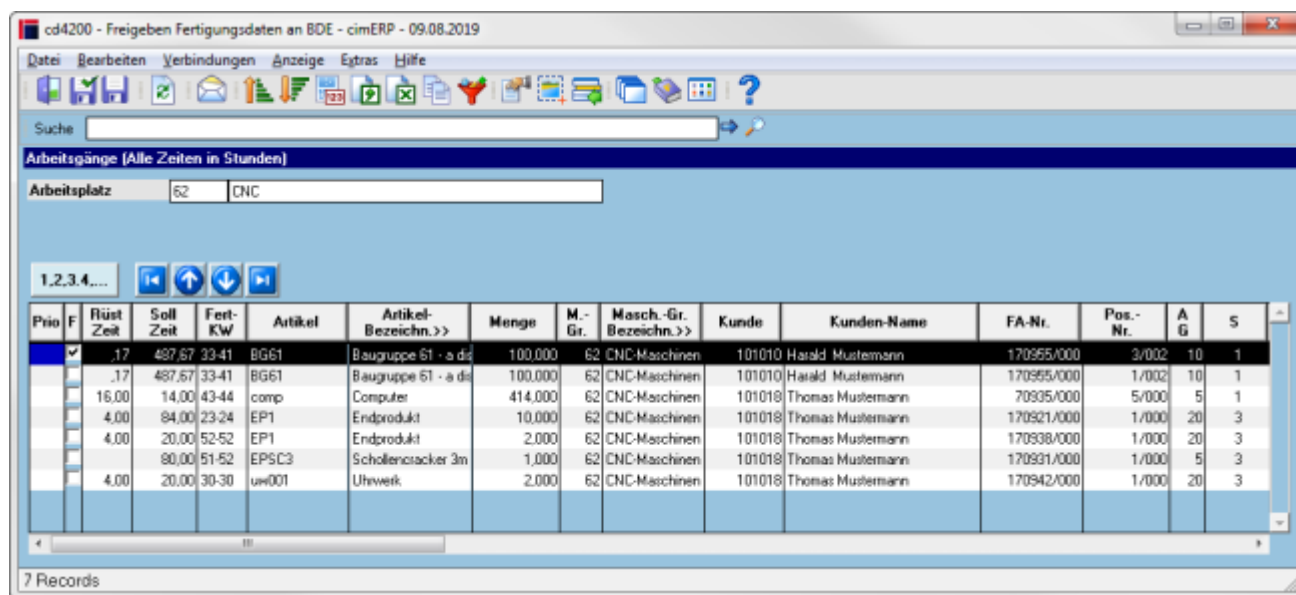 cd4200 - Freigeben Fertigungsdaten an BDE - cimERP - 09.08.2019
Datei Bearbeiten Verbindungen Anzeige Extras Hilfe
Suche
Arbeitsgänge (Alle Zeiten in Stunden)
Arbeitsplatz 62 CNC
1,2,3,4,...
Prio F Rüst Zeit Soll Zeit Fert-KW Artikel Artikel-Bezeichn.>> Menge M.-Gr. Masch.-Gr. Bezeichn.>> Kunde Kunden-Name FA-Nr. Pos.-Nr. A G S
,17 487,67 33-41 BG61 Baugruppe 61 - a dis 100,000 62 CNC-Maschinen 101010 Harald Mustermann 170955/000 3/002 10 1
,17 487,67 33-41 BG61 Baugruppe 61 - a dis 100,000 62 CNC-Maschinen 101010 Harald Mustermann 170955/000 1/002 10 1
16,00 14,00 43-44 comp Computer 414,000 62 CNC-Maschinen 101018 Thomas Mustermann 70935/000 5/000 5 1
4,00 84,00 23-24 EP1 Endprodukt 10,000 62 CNC-Maschinen 101018 Thomas Mustermann 170921/000 1/000 20 3
4,00 20,00 52-52 EP1 Endprodukt 2,000 62 CNC-Maschinen 101018 Thomas Mustermann 170938/000 1/000 20 3
80,00 51-52 EPSC3 Schollencracker 3m 1,000 62 CNC-Maschinen 101018 Thomas Mustermann 170931/000 1/000 5 3
4,00 20,00 30-30 Uhrwerk 2,000 62 CNC-Maschinen 101018 Thomas Mustermann 170942/000 1/000 20 3
7 Records